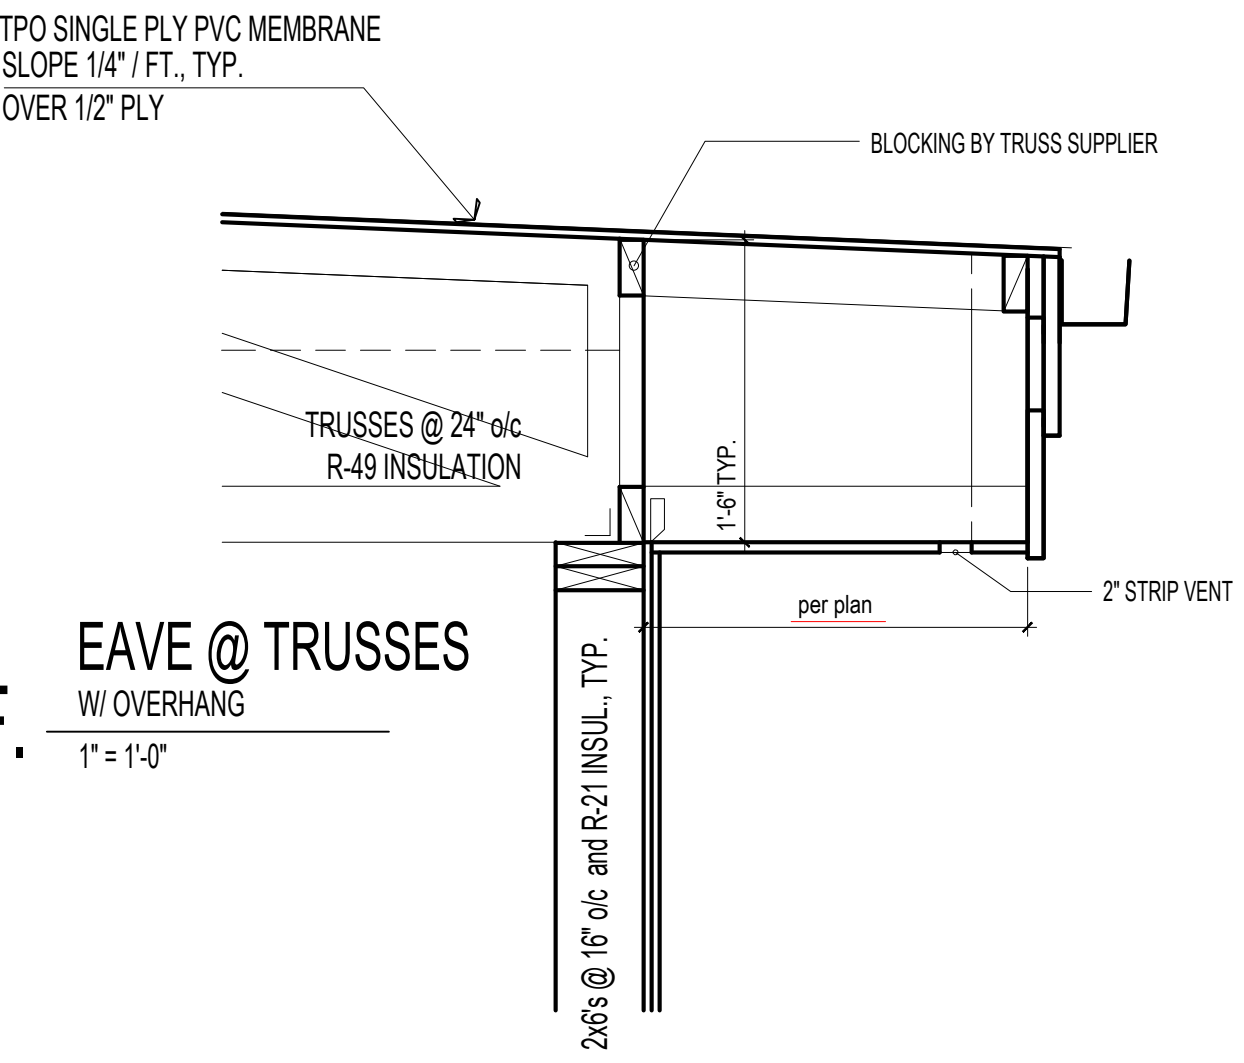 TPO SINGLE PLY PVC MEMBRANE
SLOPE 1/4" / FT., TYP.
OVER 1/2" PLY
BLOCKING BY TRUSS SUPPLIER
TRUSSES @ 24" o/c
R-49 INSULATION
1'-6" TYP.
2" STRIP VENT
per plan
2x6's @ 16" o/c and R-21 INSUL., TYP.
EAVE @ TRUSSES
W/ OVERHANG
1" = 1'-0"